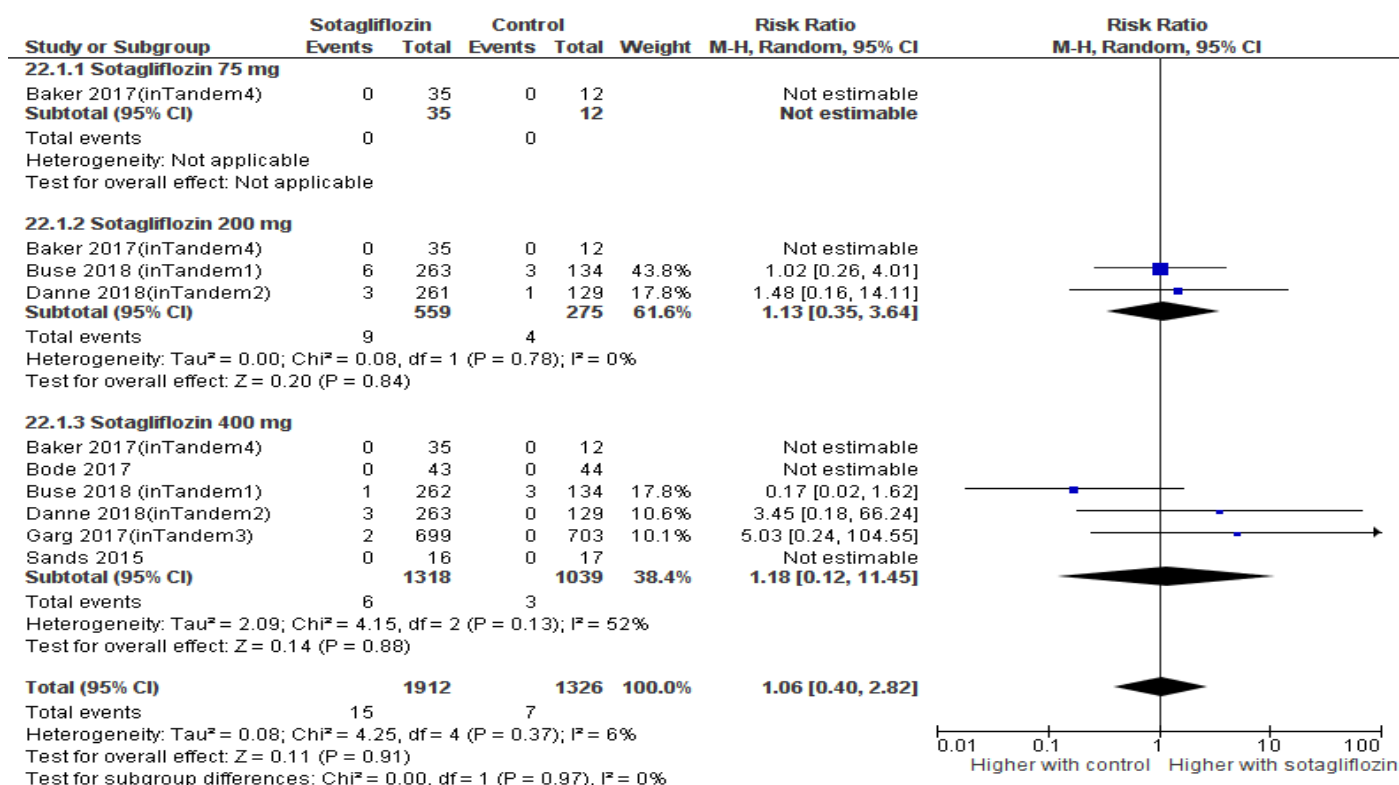 Sotagliflozin Control Risk Ratio Risk Ratio
Study or Subgroup Events Total Events Total Weight M-H, Random, 95% CI M-H, Random, 95% CI
22.1.1 Sotagliflozin 75 mg
Baker 2017(inTandem4) 0 35 0 12 Not estimable
Subtotal (95% CI) 35 12 Not estimable
Total events 0 0
Heterogeneity: Not applicable
Test for overall effect: Not applicable
22.1.2 Sotagliflozin 200 mg
Baker 2017(inTandem4) 0 35 0 12 Not estimable
Buse 2018 (inTandem1) 6 263 3 134 43.8% 1.02 [0.26, 4.01]
Danne 2018(inTandem2) 3 261 1 129 17.8% 1.48 [0.16, 14.11]
Subtotal (95% CI) 559 275 61.6% 1.13 [0.35, 3.64]
Total events 9 4
Heterogeneity: Tau² = 0.00; Chi² = 0.08, df = 1 (P = 0.78); I² = 0%
Test for overall effect: Z = 0.20 (P = 0.84)
22.1.3 Sotagliflozin 400 mg
Baker 2017(inTandem4) 0 35 0 12 Not estimable
Bode 2017 0 43 0 44 Not estimable
Buse 2018 (inTandem1) 1 262 3 134 17.8% 0.17 [0.02, 1.62]
Danne 2018(inTandem2) 3 263 0 129 10.6% 3.45 [0.18, 66.24]
Garg 2017(inTandem3) 2 699 0 703 10.1% 5.03 [0.24, 104.55]
Sands 2015 0 16 0 17 Not estimable
Subtotal (95% CI) 1318 1039 38.4% 1.18 [0.12, 11.45]
Total events 6 3
Heterogeneity: Tau² = 2.09; Chi² = 4.15, df = 2 (P = 0.13); I² = 52%
Test for overall effect: Z = 0.14 (P = 0.88)
Total (95% CI) 1912 1326 100.0% 1.06 [0.40, 2.82]
Total events 15 7
Heterogeneity: Tau² = 0.08; Chi² = 4.25, df = 4 (P = 0.37); I² = 6%
Test for overall effect: Z = 0.11 (P = 0.91)
Test for subgroup differences: Chi² = 0.00, df = 1 (P = 0.97), I² = 0%
0.01 0.1 1 10 100
Higher with control Higher with sotagliflozin